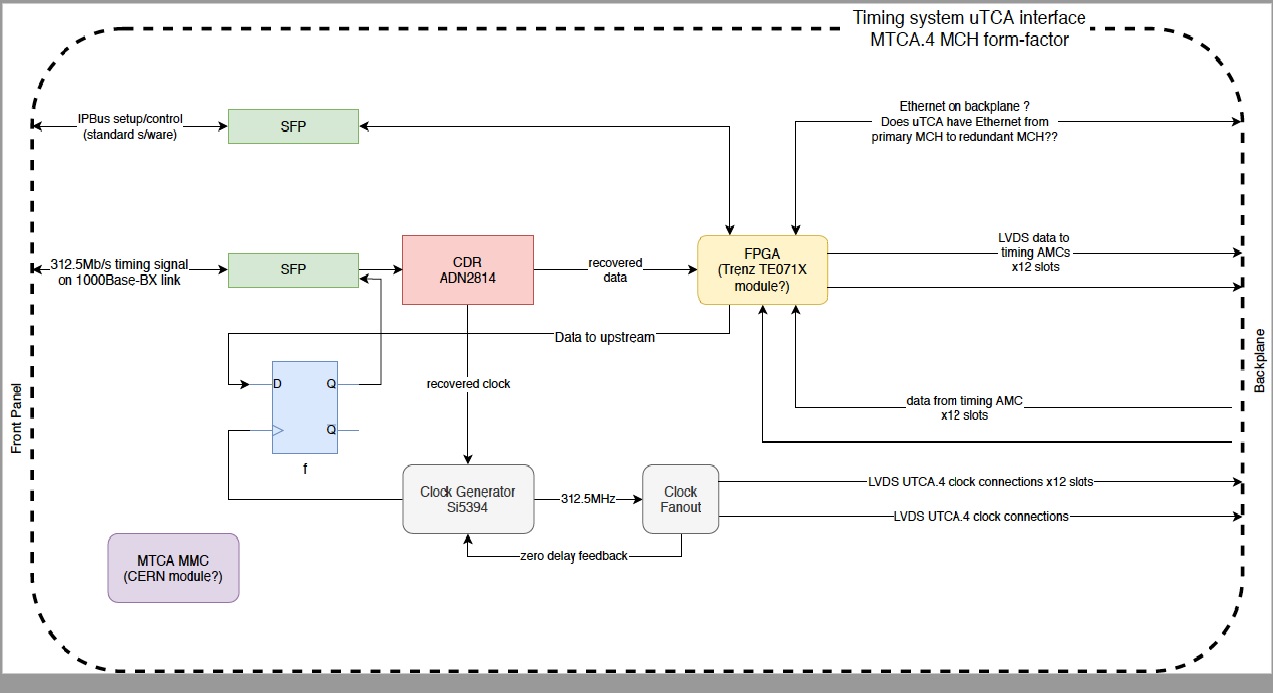 Timing system uTCA interface
MTCA.4 MCH form-factor
IPBus setup/control
(standard s/ware)
SFP
Ethernet on backplane ?
Does uTCA have Ethernet from
primary MCH to redundant MCH??
312.5Mb/s timing signal
on 1000Base-BX link
SFP
CDR
ADN2814
recovered
data
FPGA
(Trenz TE071X
module?)
LVDS data to
timing AMCs
x12 slots
Data to upstream
D
Q
Q
f
recovered clock
data from timing AMC
x12 slots
Front Panel
Backplane
Clock Generator
Si5394
312.5MHz
Clock
Fanout
LVDS UTCA.4 clock connections x12 slots
LVDS UTCA.4 clock connections
zero delay feedback
MTCA MMC
(CERN module?)